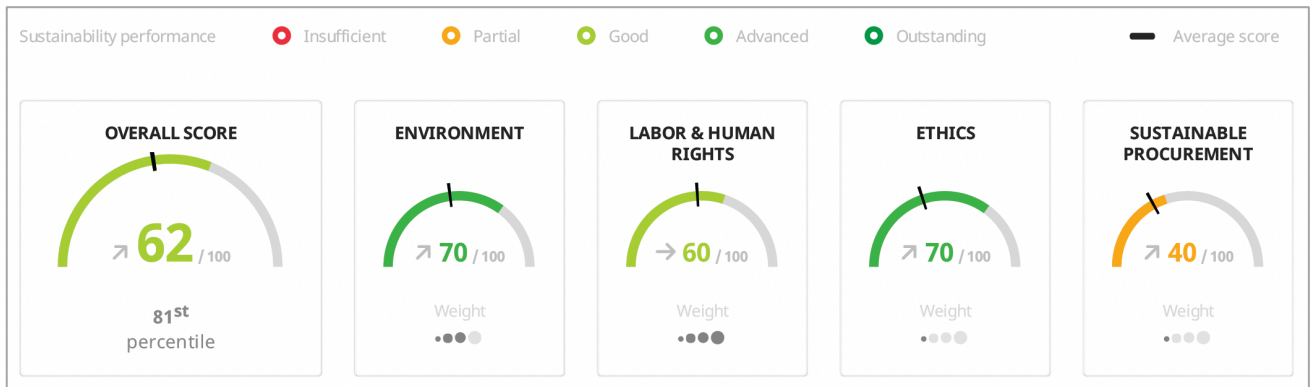 Sustainability performance Insufficient Partial Good Advanced Outstanding Average score
OVERALL SCORE
62 / 100
81st
percentile
ENVIRONMENT
70 / 100
Weight
LABOR & HUMAN
RIGHTS
60 / 100
Weight
ETHICS
70 / 100
Weight
SUSTAINABLE
PROCUREMENT
40 / 100
Weight